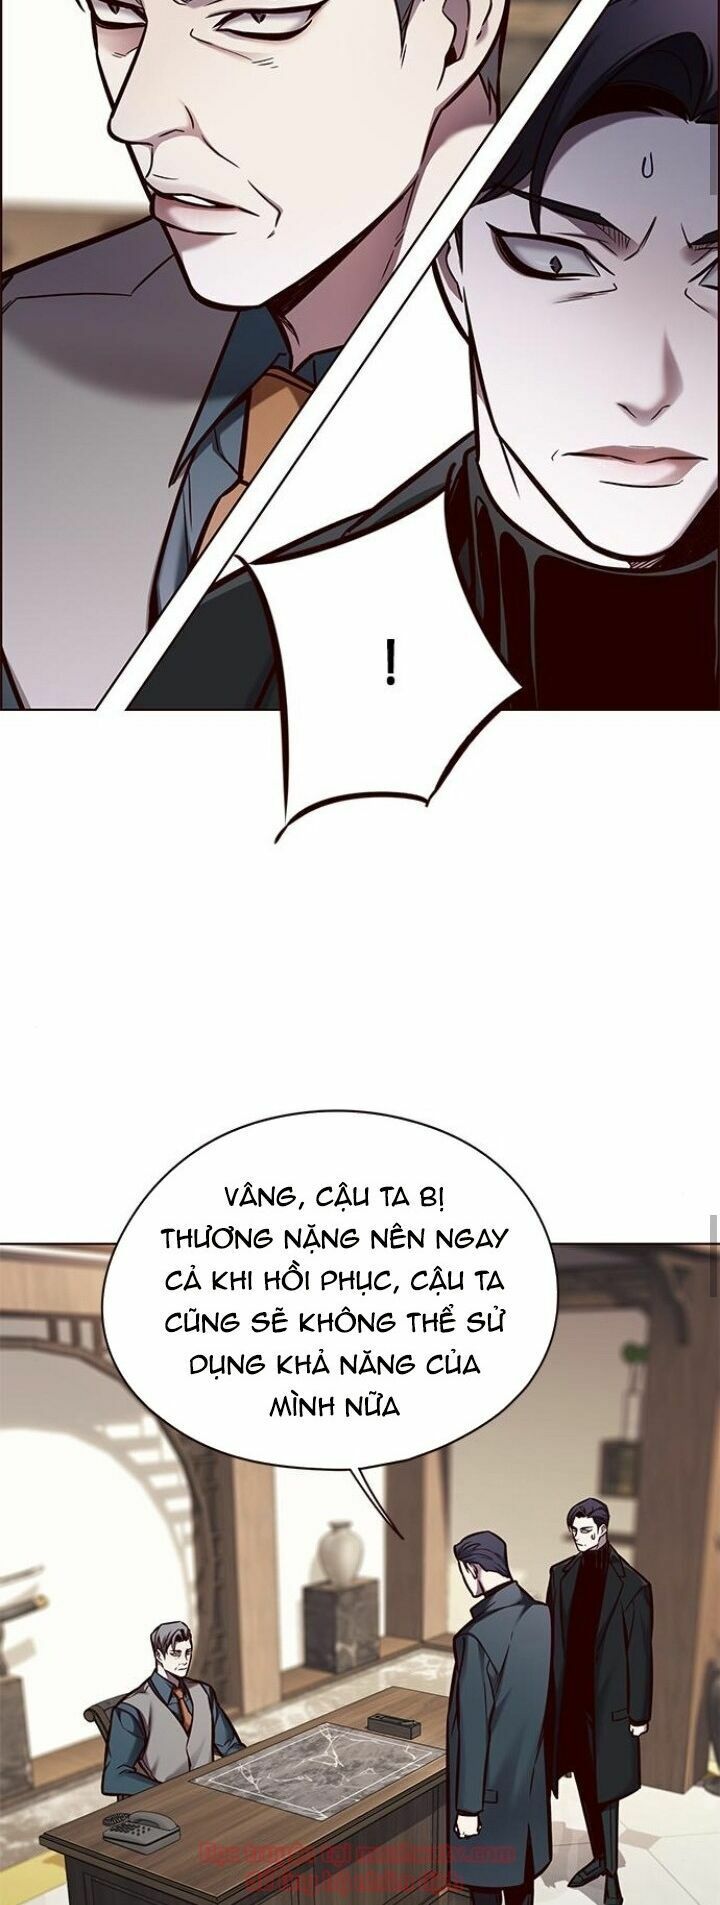 !
VÂNG, CẬU TA BỊ
THƯƠNG NẶNG NÊN NGAY
CẢ KHI HỒI PHỤC, CẬU TA
CŨNG SẼ KHÔNG THỂ SỬ
DỤNG KHẢ NĂNG CỦA
MÌNH NỮA